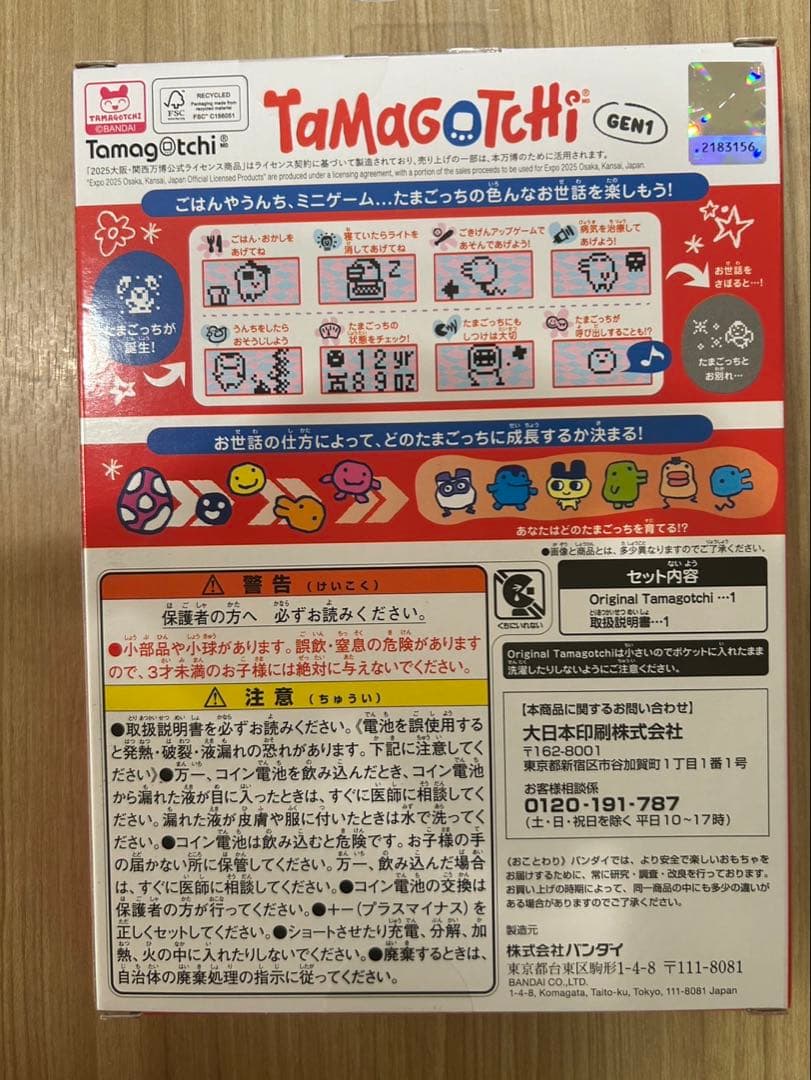 TAMAGOTCHI
©BANDAI
FSC
RECYCLED
Packaging made from recycled material
FSC® C156051
Tamagotchi
TAMAGOTCHI
GEN1
2183156
「2025大阪・関西万博公式ライセンス商品」はライセンス契約に基づいて製造されており、売り上げの一部は、本万博のために活用されます。
"Expo 2025 Osaka, Kansai, Japan Official Licensed Products" are produced under a licensing agreement, with a portion of the sales proceeds to be used for Expo 2025 Osaka, Kansai, Japan
ごはんやうんち、ミニゲーム…たまごっちの色んなお世話を楽しもう!
ごはん・おかしを
あげてね
寝ていたらライトを
消してあげてね
ごきげんアップゲームで
あそんであげよう!
病気を治療して
あげよう!
たまごっちが
誕生!
うんちをしたら
おそうじしよう
たまごっちの
状態をチェック!
12yr
89oz
たまごっちにも
しつけは大切
たまごっちが
呼び出しすることも!?
お世話を
さぼると…!
たまごっちと
お別れ…
お世話の仕方によって、どのたまごっちに成長するか決まる!
あなたはどのたまごっちを育てる!?
●画像と商品とは、多少異なりますのでご了承ください。
警告(けいこく)
保護者の方へ 必ずお読みください。
●小部品や小球があります。誤飲・窒息の危険があります
ので、3才未満のお子様には絶対に与えないでください。
注意(ちゅうい)
●取扱説明書を必ずお読みください。《電池を誤使用する
と発熱・破裂・液漏れの恐れがあります。下記に注意してく
ださい》●万一、コイン電池を飲み込んだとき、コイン電池
から漏れた液が目に入ったときは、すぐに医師に相談してく
ださい。漏れた液が皮膚や服に付いたときは水で洗ってく
ださい。●コイン電池は飲み込むと危険です。お子様の手
の届かない所に保管してください。万一、飲み込んだ場合
は、すぐに医師に相談してください。●コイン電池の交換は
保護者の方が行ってください。●+−(プラスマイナス)を
正しくセットしてください。●ショートさせたり充電、分解、加
熱、火の中に入れたりしないでください。●廃棄するときは、
自治体の廃棄処理の指示に従ってください。
くちにいれない
セット内容
Original Tamagotchi …1
取扱説明書…1
Original Tamagotchiは小さいのでポケットに入れたまま
洗濯したりしないようにご注意ください。
【本商品に関するお問い合わせ】
大日本印刷株式会社
〒162-8001
東京都新宿区市谷加賀町1丁目1番1号
お客様相談係
0120-191-787
(土・日・祝日を除く 平日10~17時)
《おことわり》バンダイでは、より安全で楽しいおもちゃを
お届けするために、常に研究・調査・改良を行っております。
お買い上げの時期によって、同一商品の中にも多少の違いが
ある場合がありますのでご了承ください。
製造元
株式会社バンダイ
東京都台東区駒形1-4-8 〒111-8081
BANDAI CO.,LTD.
1-4-8, Komagata, Taito-ku, Tokyo, 111-8081 Japan